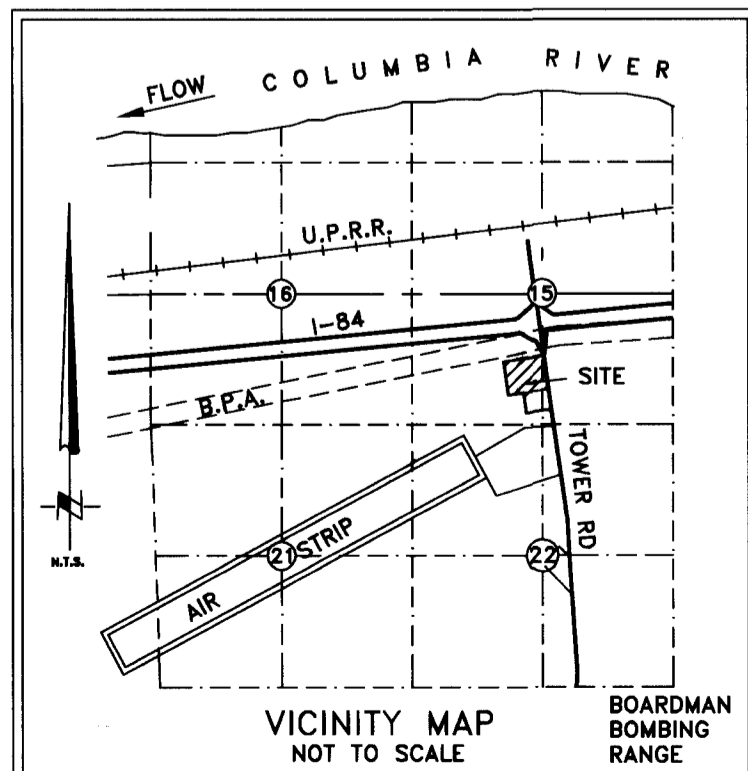 COLUMBIA RIVER
FLOW
U.P.R.R.
16
15
I-84
B.P.A.
SITE
TOWER RD
N.T.S.
AIR STRIP
21
22
VICINITY MAP
NOT TO SCALE
BOARDMAN
BOMBING
RANGE